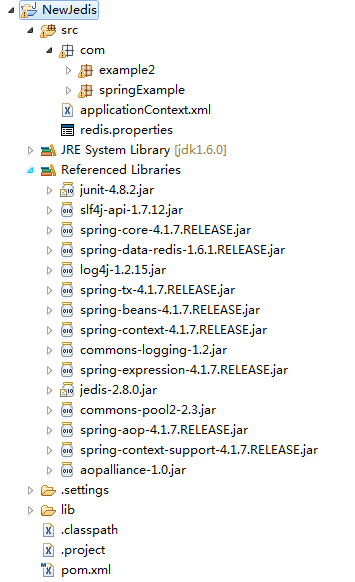 NewJedis
src
com
example2
springExample
applicationContext.xml
redis.properties
JRE System Library [jdk1.6.0]
Referenced Libraries
junit-4.8.2.jar
slf4j-api-1.7.12.jar
spring-core-4.1.7.RELEASE.jar
spring-data-redis-1.6.1.RELEASE.jar
log4j-1.2.15.jar
spring-tx-4.1.7.RELEASE.jar
spring-beans-4.1.7.RELEASE.jar
spring-context-4.1.7.RELEASE.jar
commons-logging-1.2.jar
spring-expression-4.1.7.RELEASE.jar
jedis-2.8.0.jar
commons-pool2-2.3.jar
spring-aop-4.1.7.RELEASE.jar
spring-context-support-4.1.7.RELEASE.jar
aopalliance-1.0.jar
.settings
lib
.classpath
.project
pom.xml